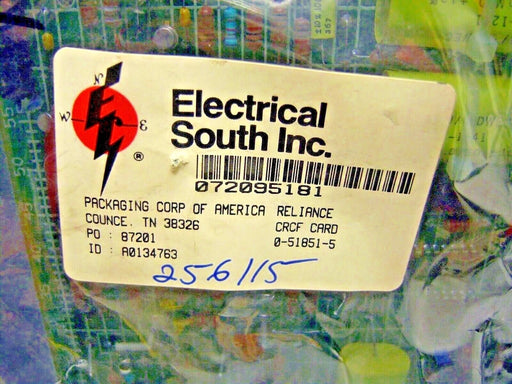 N
W
E
®
Electrical
South Inc.
072095181
PACKAGING CORP OF AMERICA RELIANCE
COUNCE, TN 38326 CRCF CARD
PO : 87201 0-51851-5
ID : A0134763
256115